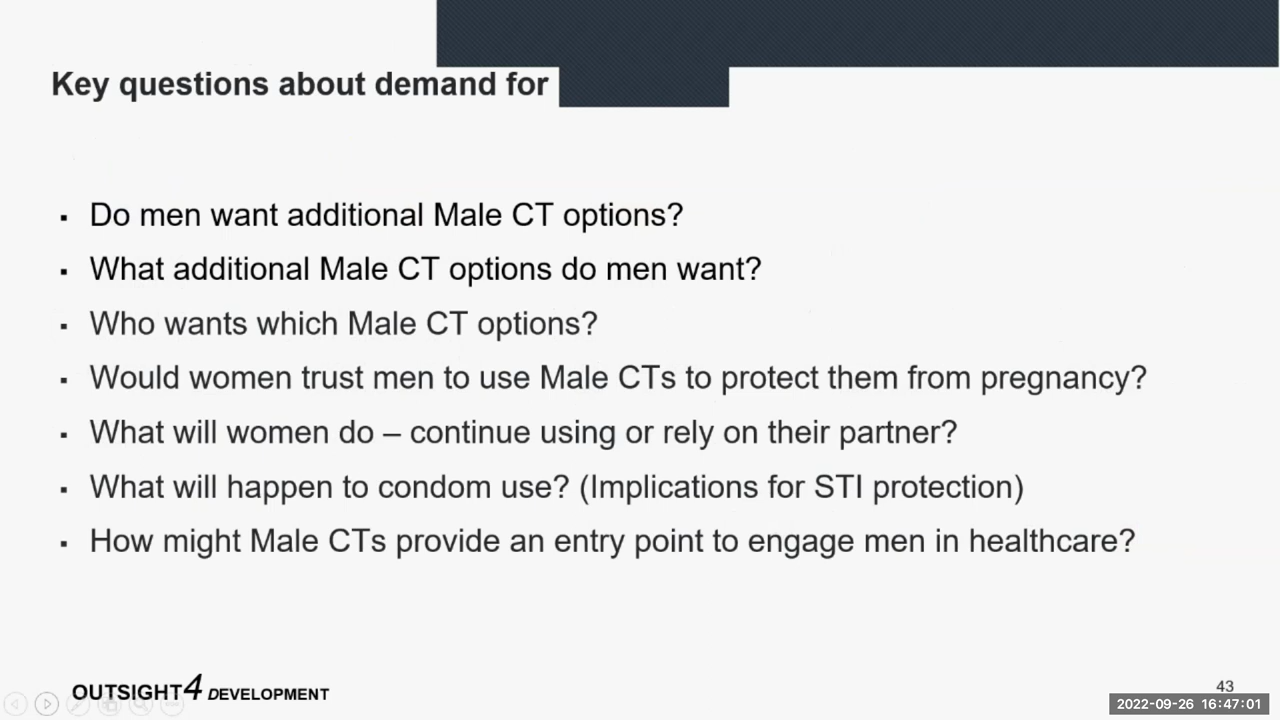 Key questions about demand for
▪ Do men want additional Male CT options?
▪ What additional Male CT options do men want?
▪ Who wants which Male CT options?
▪ Would women trust men to use Male CTs to protect them from pregnancy?
▪ What will women do – continue using or rely on their partner?
▪ What will happen to condom use? (Implications for STI protection)
▪ How might Male CTs provide an entry point to engage men in healthcare?
OUTSIGHT4 DEVELOPMENT
43
2022-09-26 16:47:01